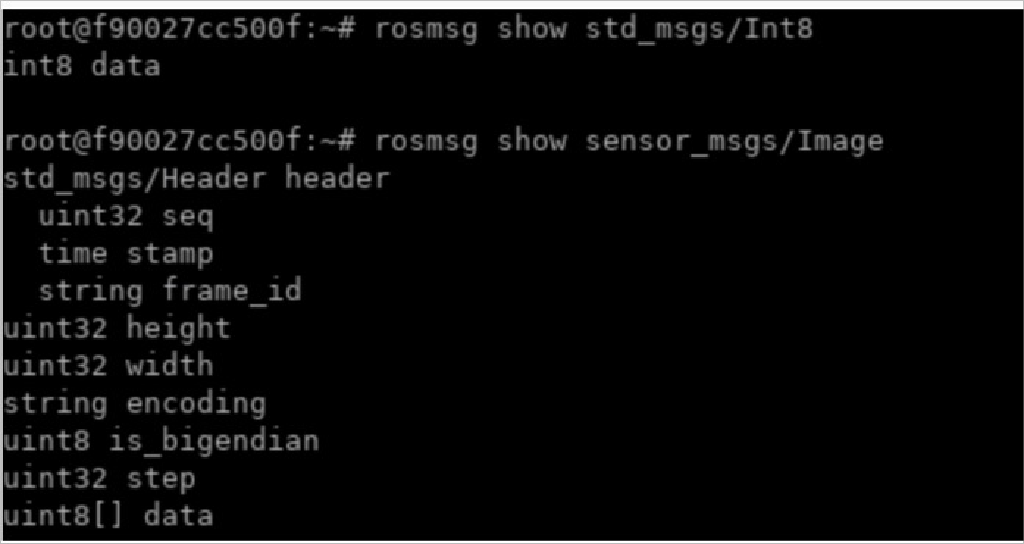 root@f90027cc500f:~# rosmsg show std_msgs/Int8
int8 data
root@f90027cc500f:~# rosmsg show sensor_msgs/Image
std_msgs/Header header
  uint32 seq
  time stamp
  string frame_id
uint32 height
uint32 width
string encoding
uint8 is_bigendian
uint32 step
uint8[] data